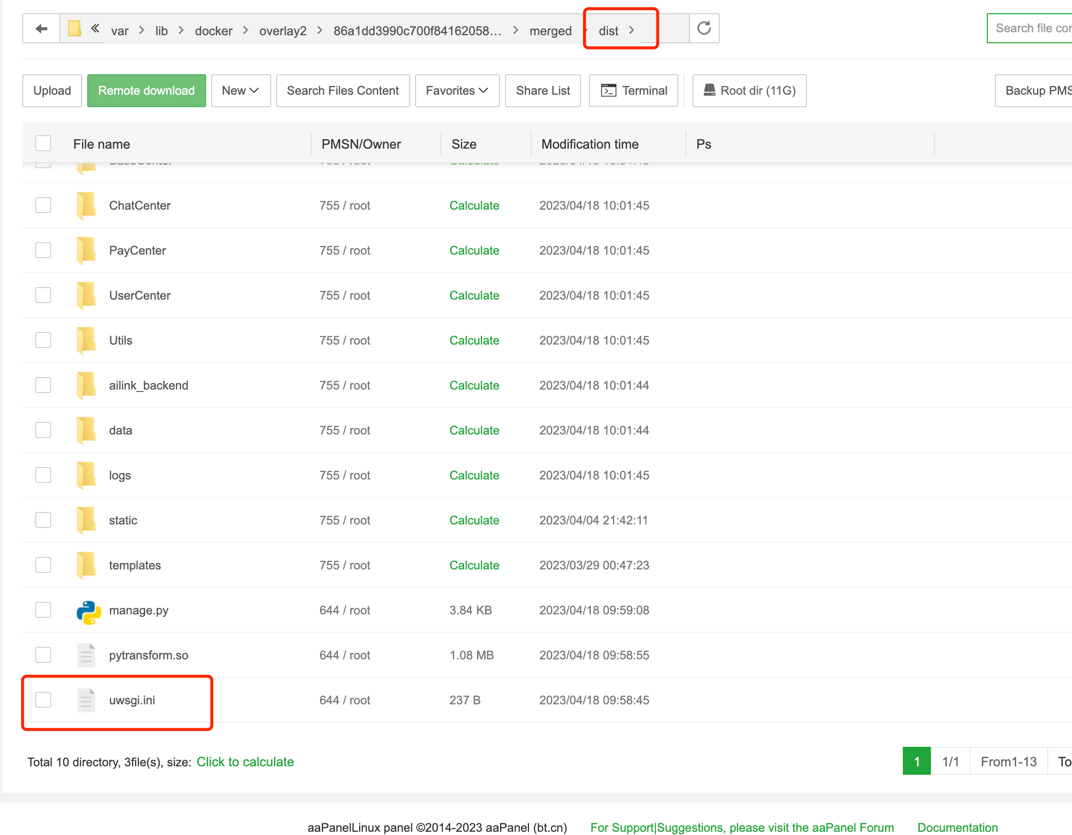 « var > lib > docker > overlay2 > 86a1dd3990c700f84162058... > merged > dist >
Search file con
Upload Remote download New Search Files Content Favorites Share List Terminal Root dir (11G) Backup PMS
File name PMSN/Owner Size Modification time Ps
ChatCenter 755 / root Calculate 2023/04/18 10:01:45
PayCenter 755 / root Calculate 2023/04/18 10:01:45
UserCenter 755 / root Calculate 2023/04/18 10:01:45
Utils 755 / root Calculate 2023/04/18 10:01:45
ailink_backend 755 / root Calculate 2023/04/18 10:01:44
data 755 / root Calculate 2023/04/18 10:01:44
logs 755 / root Calculate 2023/04/18 10:01:45
static 755 / root Calculate 2023/04/04 21:42:11
templates 755 / root Calculate 2023/03/29 00:47:23
manage.py 644 / root 3.84 KB 2023/04/18 09:59:08
pytransform.so 644 / root 1.08 MB 2023/04/18 09:58:55
uwsgi.ini 644 / root 237 B 2023/04/18 09:58:45
Total 10 directory, 3file(s), size: Click to calculate 1 1/1 From1-13 To
aaPanelLinux panel ©2014-2023 aaPanel (bt.cn) For Support|Suggestions, please visit the aaPanel Forum Documentation